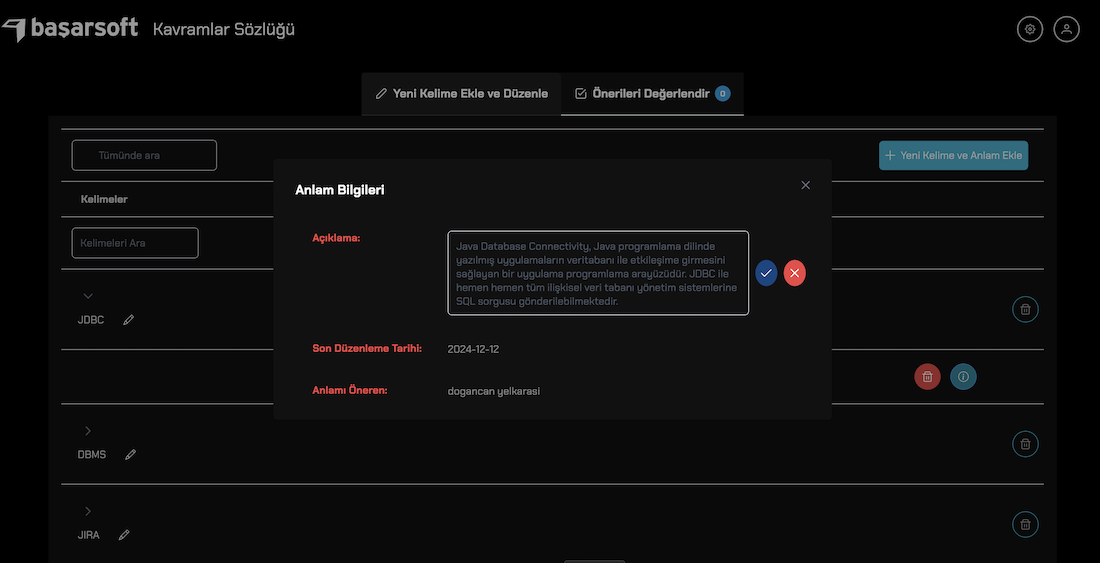 başarsoft Kavramlar Sözlüğü
Yeni Kelime Ekle ve Düzenle
Önerileri Değerlendir 0
Tümünde ara
Yeni Kelime ve Anlam Ekle
Kelimeler
Kelimeleri Ara
Anlam Bilgileri
Açıklama:
Java Database Connectivity, Java programlama dilinde
yazılmış uygulamaların veritabanı ile etkileşime girmesini
sağlayan bir uygulama programlama arayüzüdür. JDBC ile
hemen hemen tüm ilişkisel veri tabanı yönetim sistemlerine
SQL sorgusu gönderilebilmektedir.
Son Düzenleme Tarihi: 2024-12-12
Anlamı Öneren: dogancan yelkarasi
JDBC
DBMS
JIRA